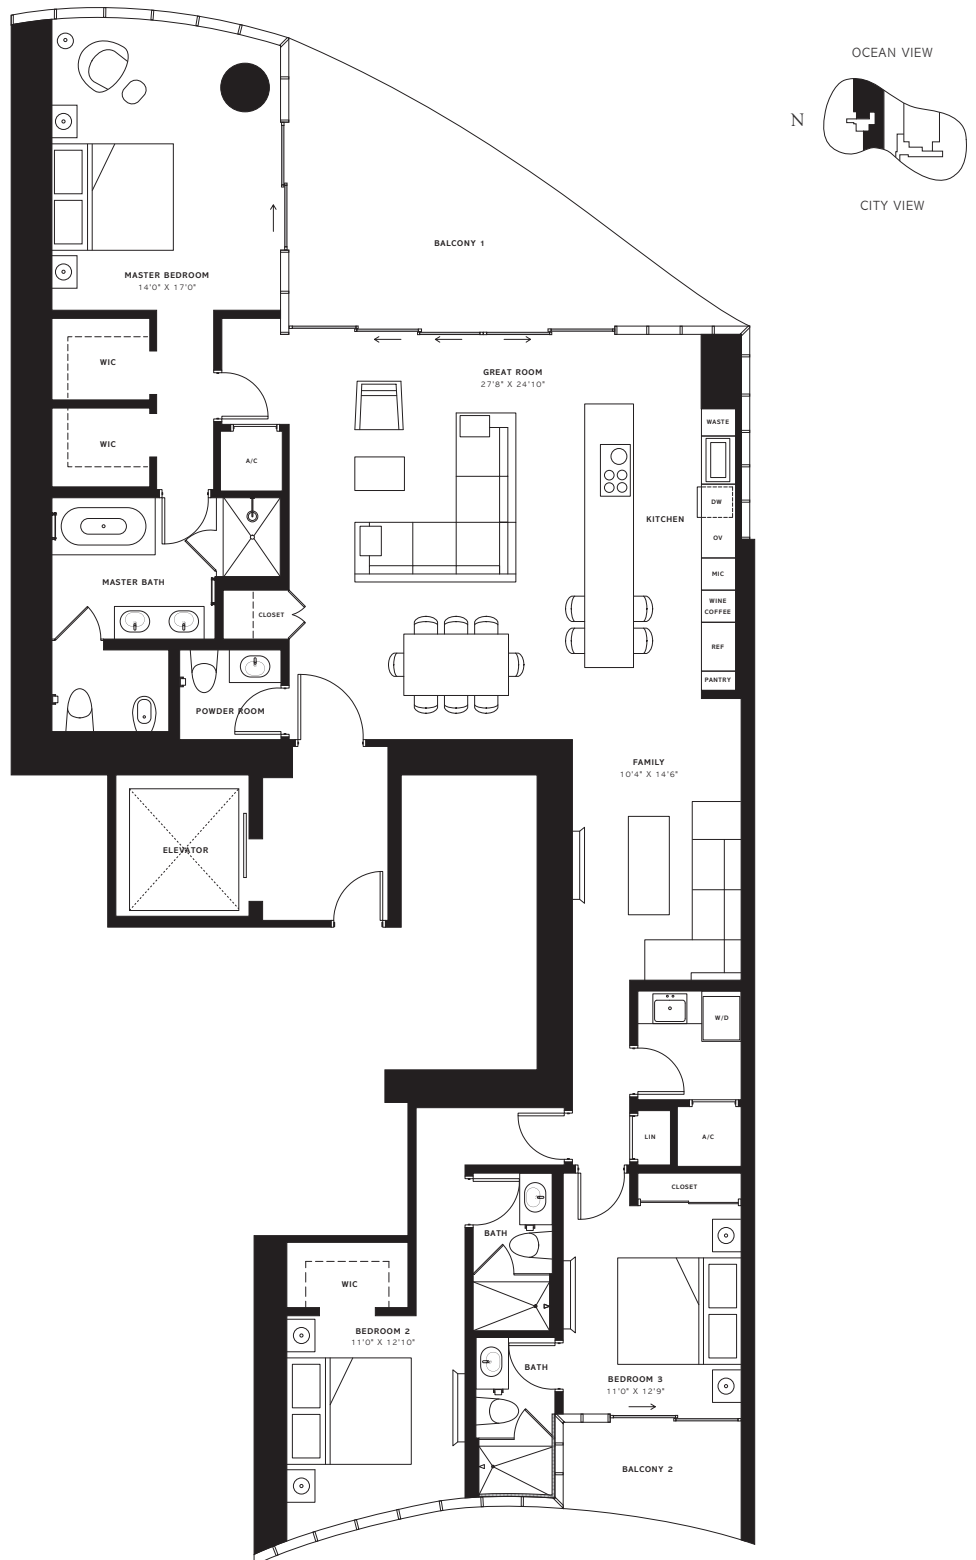 OCEAN VIEW
N
CITY VIEW
BALCONY 1
MASTER BEDROOM
14'0" X 17'0"
WIC
GREAT ROOM
27'8" X 24'10"
WASTE
WIC
A/C
DW
KITCHEN
OV
MIC
MASTER BATH
WINE
COFFEE
CLOSET
REF
PANTRY
POWDER ROOM
FAMILY
10'4" X 14'6"
ELEVATOR
W/D
LIN
A/C
CLOSET
BATH
WIC
BEDROOM 2
11'0" X 12'10"
BATH
BEDROOM 3
11'0" X 12'9"
BALCONY 2